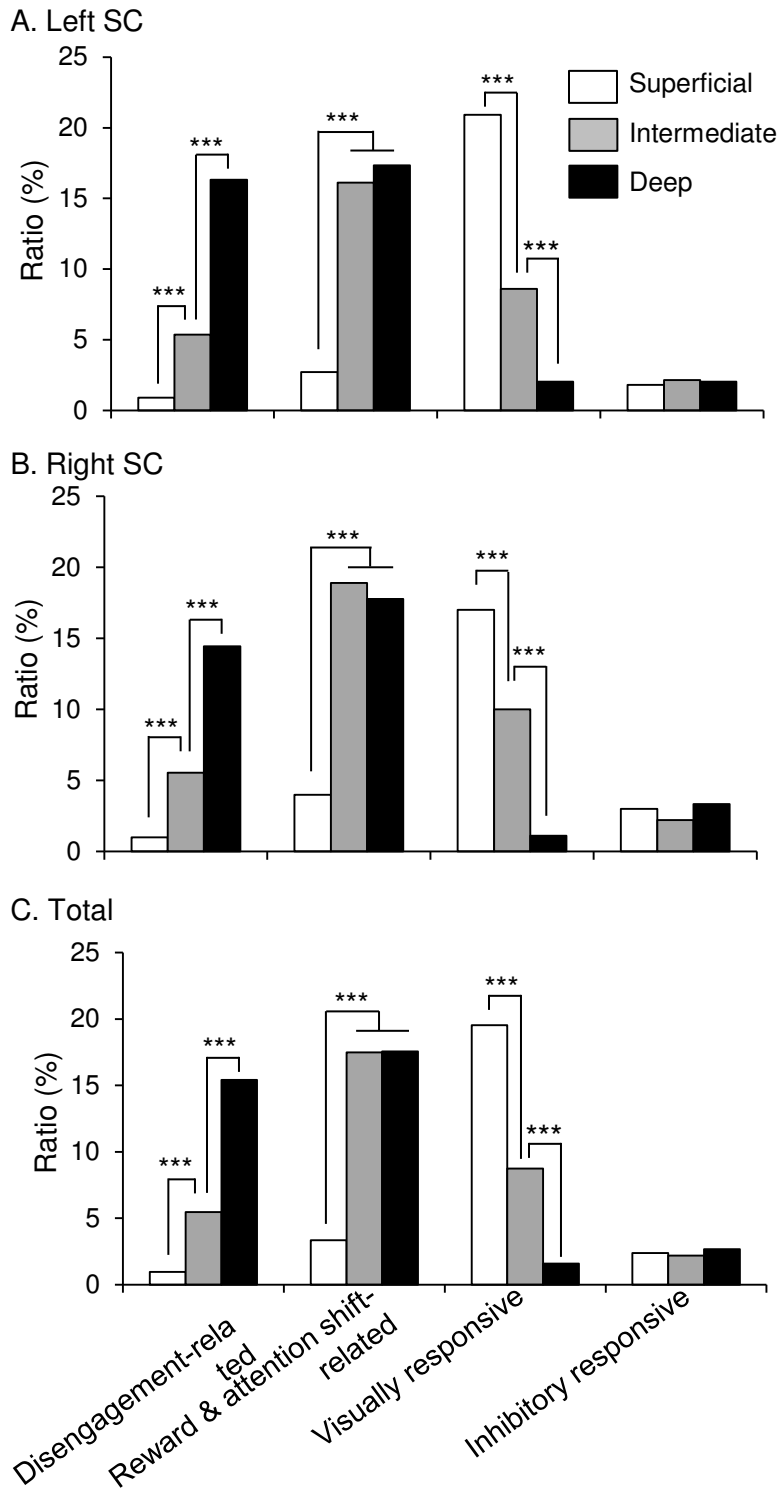 A. Left SC
25
20
15
10
5
0
Ratio (%)
***
***
***
***
***
Superficial
Intermediate
Deep
B. Right SC
25
20
15
10
5
0
Ratio (%)
***
***
***
***
***
C. Total
25
20
15
10
5
0
Ratio (%)
***
***
***
***
***
Disengagement-rela
ted
Reward & attention shift-
related
Visually responsive
Inhibitory responsive